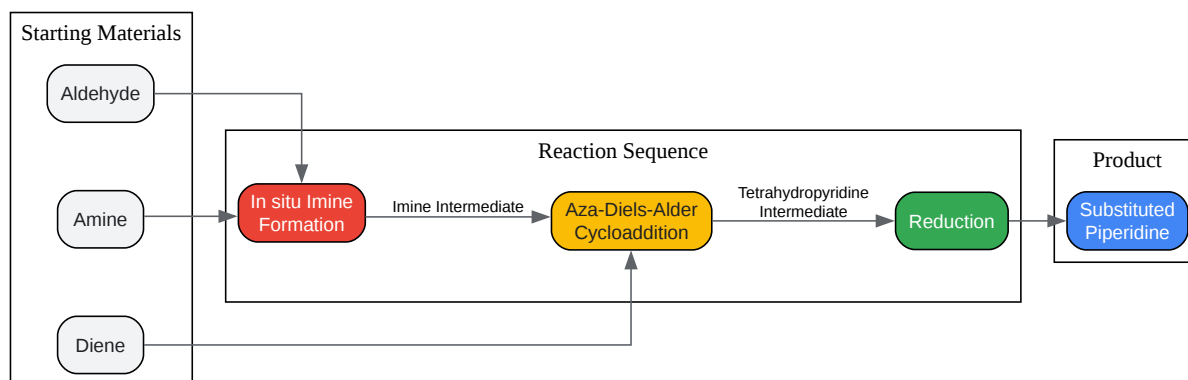 Starting Materials
Aldehyde
Amine
Diene
Reaction Sequence
In situ Imine
Formation
Imine Intermediate
Aza-Diels-Alder
Cycloaddition
Tetrahydropyridine
Intermediate
Reduction
Product
Substituted
Piperidine